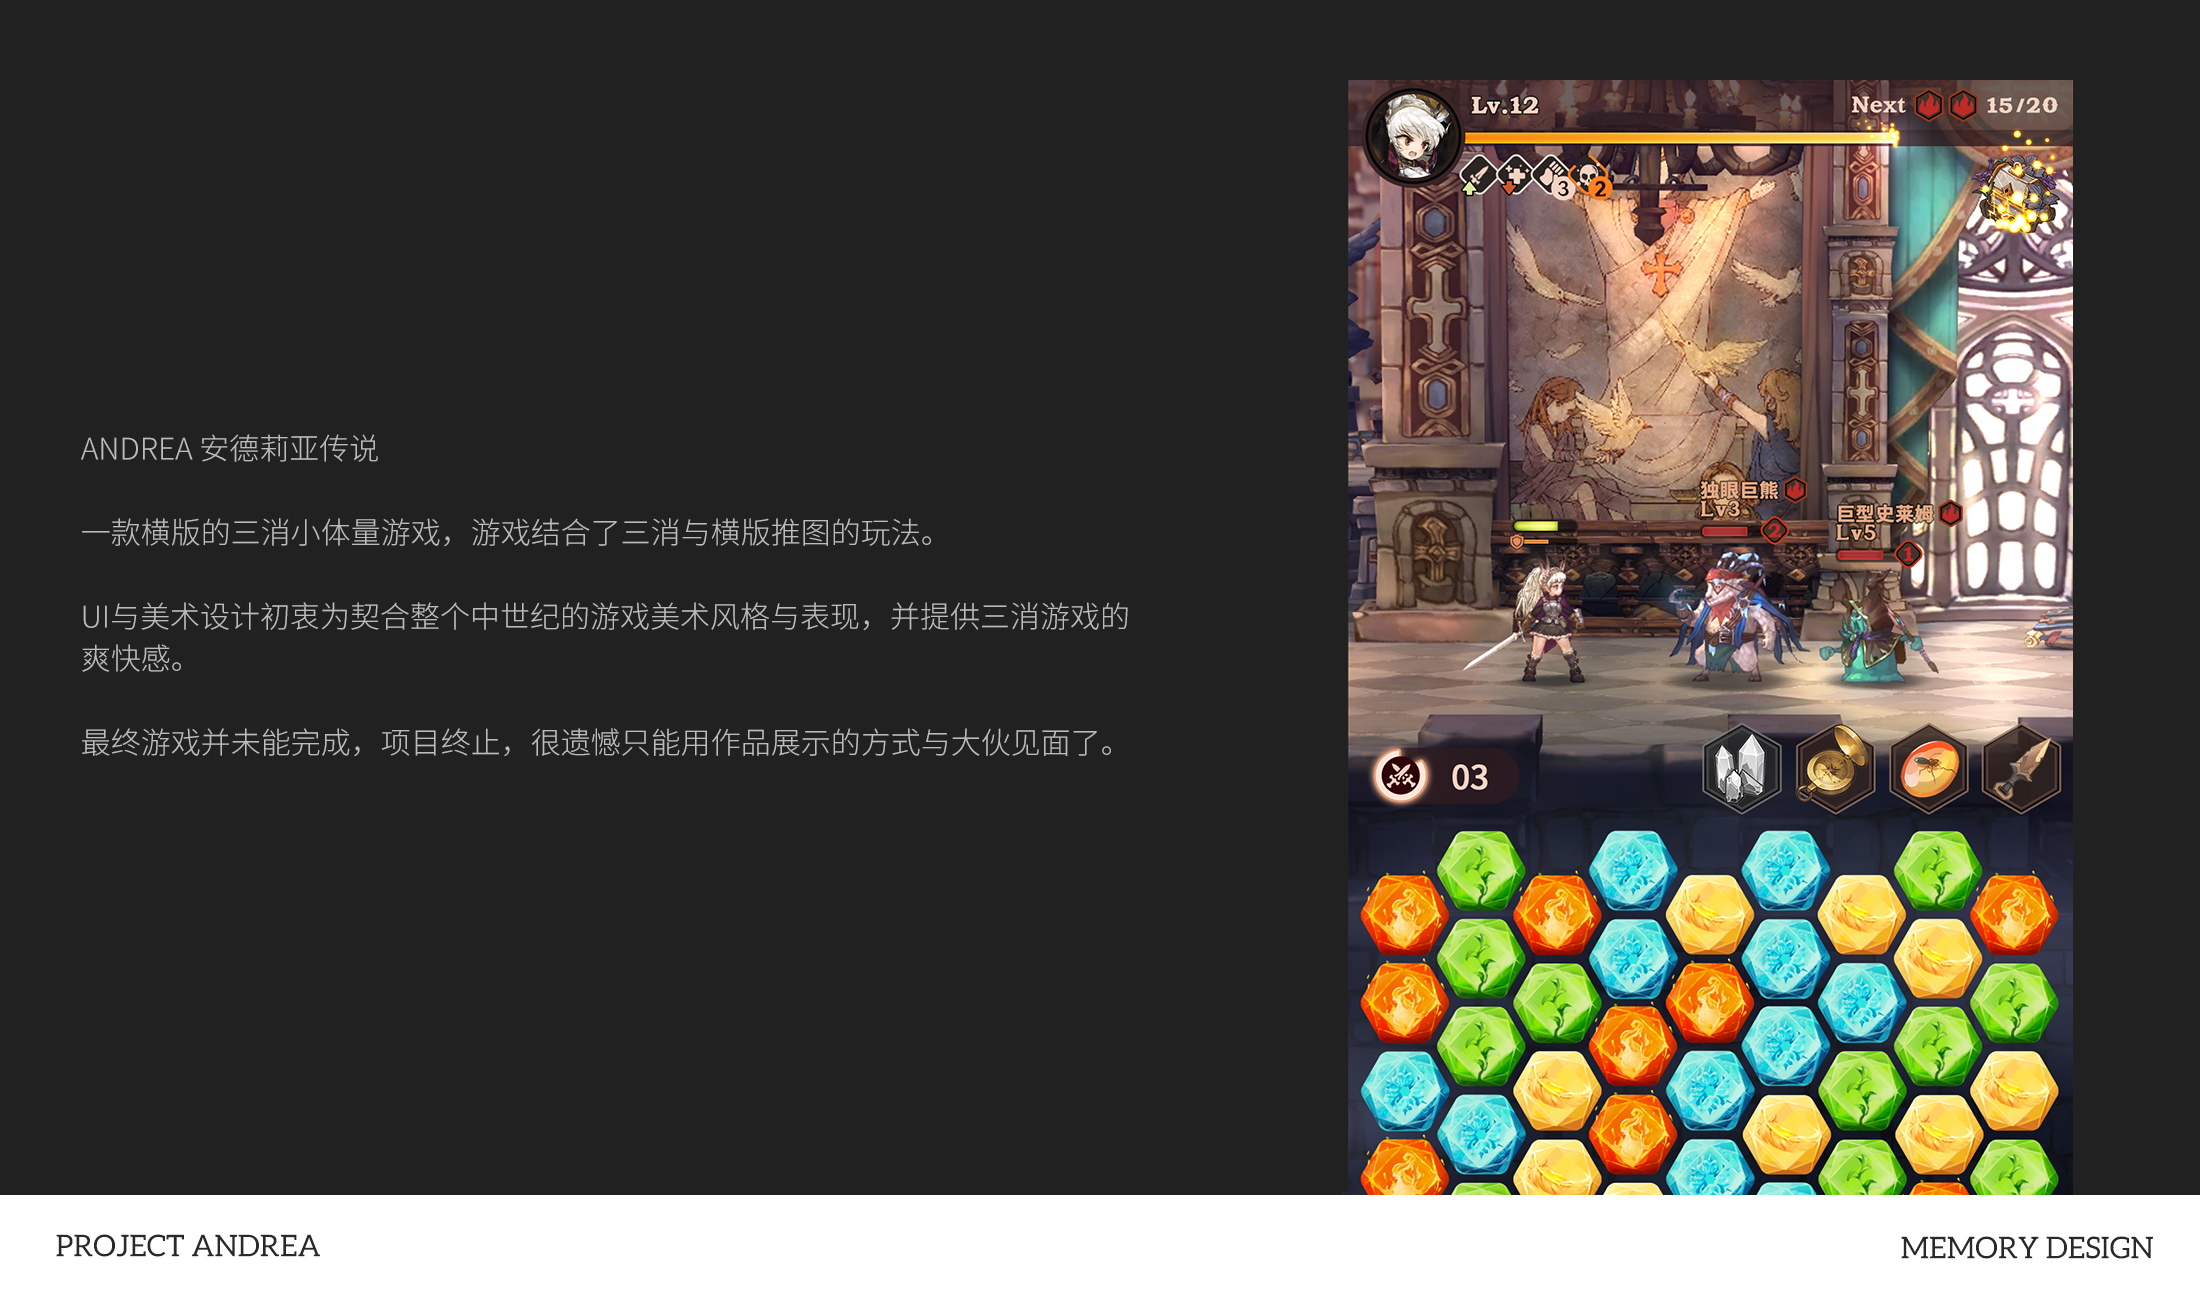 ANDREA 安德莉亚传说
一款横版的三消小体量游戏，游戏结合了三消与横版推图的玩法。
UI与美术设计初衷为契合整个中世纪的游戏美术风格与表现，并提供三消游戏的
爽快感。
最终游戏并未能完成，项目终止，很遗憾只能用作品展示的方式与大伙见面了。
Lv.12
Next 15/20
3
2
独眼巨熊
Lv3
2
巨型史莱姆
Lv5
1
03
PROJECT ANDREA
MEMORY DESIGN